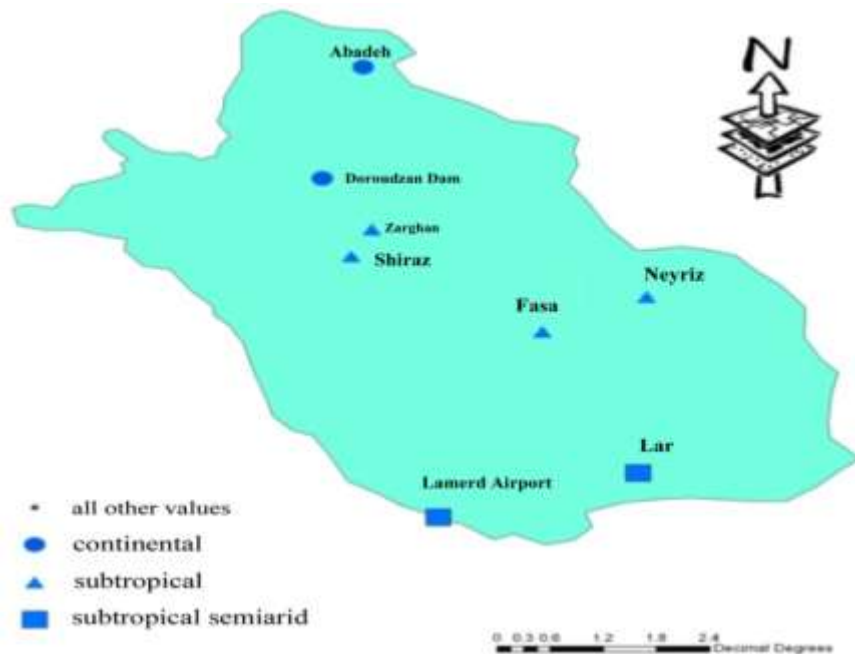 Abadeh
N
Doroudzan Dam
Zarghan
Shiraz
Neyriz
Fasa
Lar
Lamerd Airport
all other values
continental
subtropical
subtropical semiarid
0 0.3 0.6 1.2 1.8 2.4
Decimal Degrees